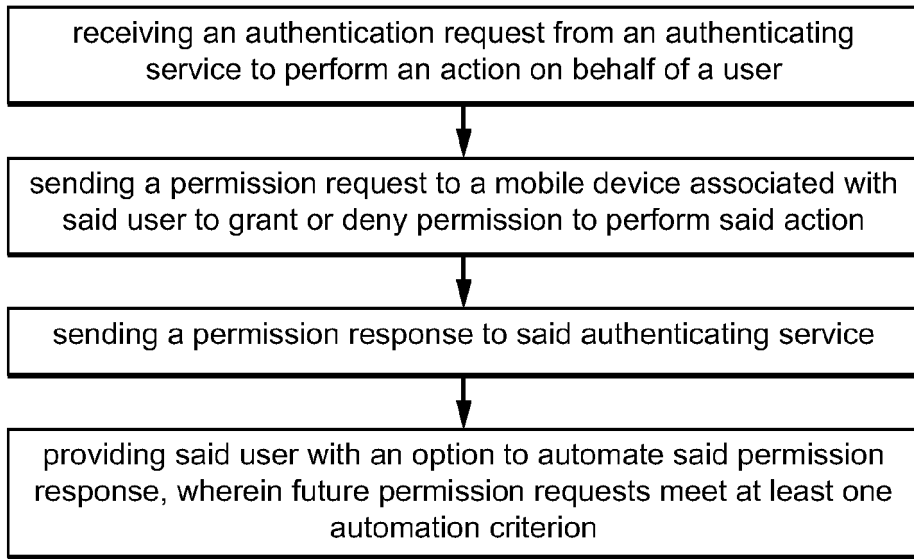 receiving an authentication request from an authenticating
service to perform an action on behalf of a user
sending a permission request to a mobile device associated with
said user to grant or deny permission to perform said action
sending a permission response to said authenticating service
providing said user with an option to automate said permission
response, wherein future permission requests meet at least one
automation criterion